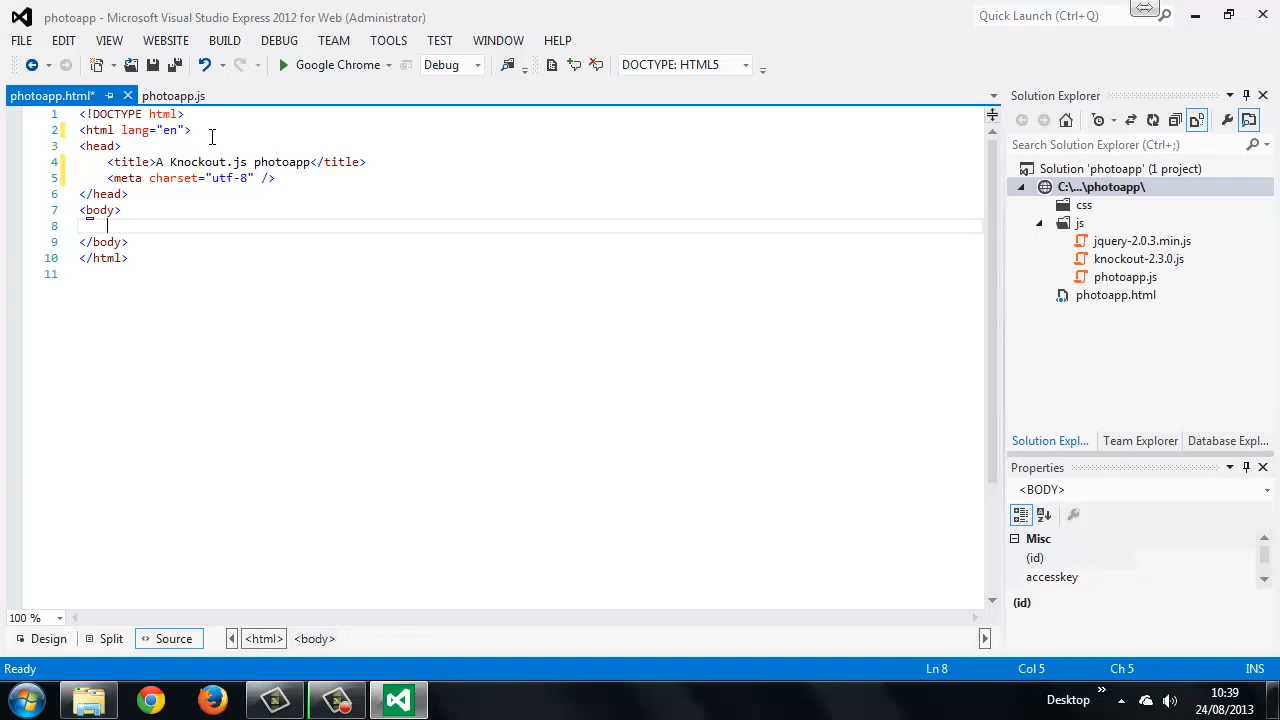 photoapp - Microsoft Visual Studio Express 2012 for Web (Administrator)
Quick Launch (Ctrl+Q)
FILE EDIT VIEW WEBSITE BUILD DEBUG TEAM TOOLS TEST WINDOW HELP
Google Chrome Debug DOCTYPE: HTML5
photoapp.html* photoapp.js
1 <!DOCTYPE html>
2 <html lang="en">
3 <head>
4 <title>A Knockout.js photoapp</title>
5 <meta charset="utf-8" />
6 </head>
7 <body>
8
9 </body>
10 </html>
11
100 %
Design Split Source <html> <body>
Solution Explorer
Search Solution Explorer (Ctrl+;)
Solution 'photoapp' (1 project)
C:\...\photoapp\
css
js
jquery-2.0.3.min.js
knockout-2.3.0.js
photoapp.js
photoapp.html
Solution Expl... Team Explorer Database Expl...
Properties
<BODY>
Misc
(id)
accesskey
(id)
Ready Ln 8 Col 5 Ch 5 INS
Desktop
10:39
24/08/2013